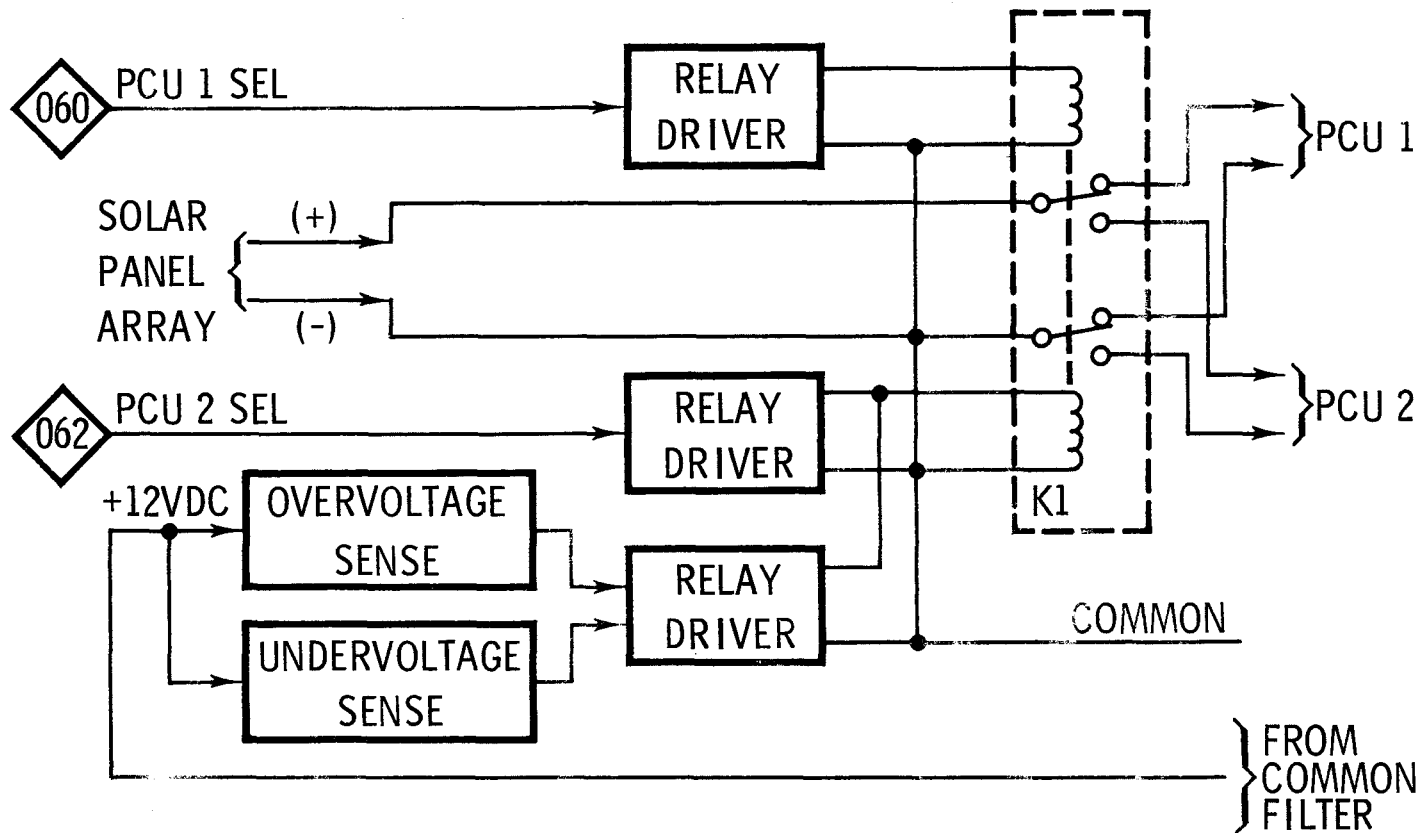 060
PCU 1 SEL
RELAY
DRIVER
PCU 1
SOLAR
PANEL
ARRAY
(+)
(-)
062
PCU 2 SEL
RELAY
DRIVER
PCU 2
K1
+12VDC
OVERVOLTAGE
SENSE
RELAY
DRIVER
COMMON
UNDERVOLTAGE
SENSE
FROM
COMMON
FILTER